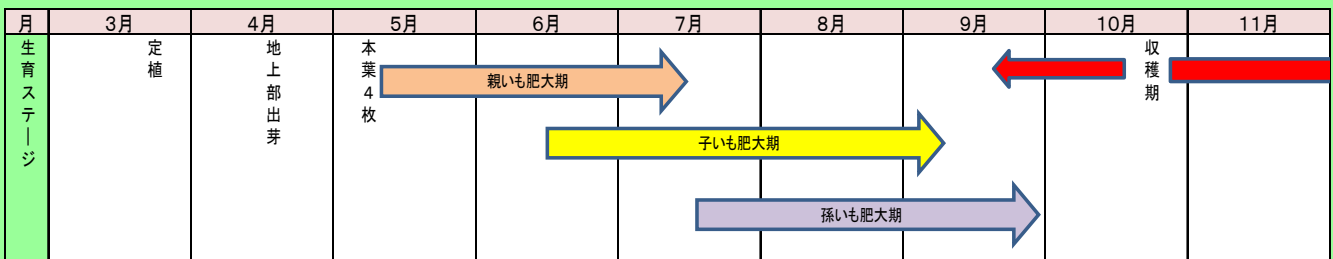 月 3月 4月 5月 6月 7月 8月 9月 10月 11月
生育ステージ
定植
地上部出芽
本葉4枚
収穫期
親いも肥大期
子いも肥大期
孫いも肥大期